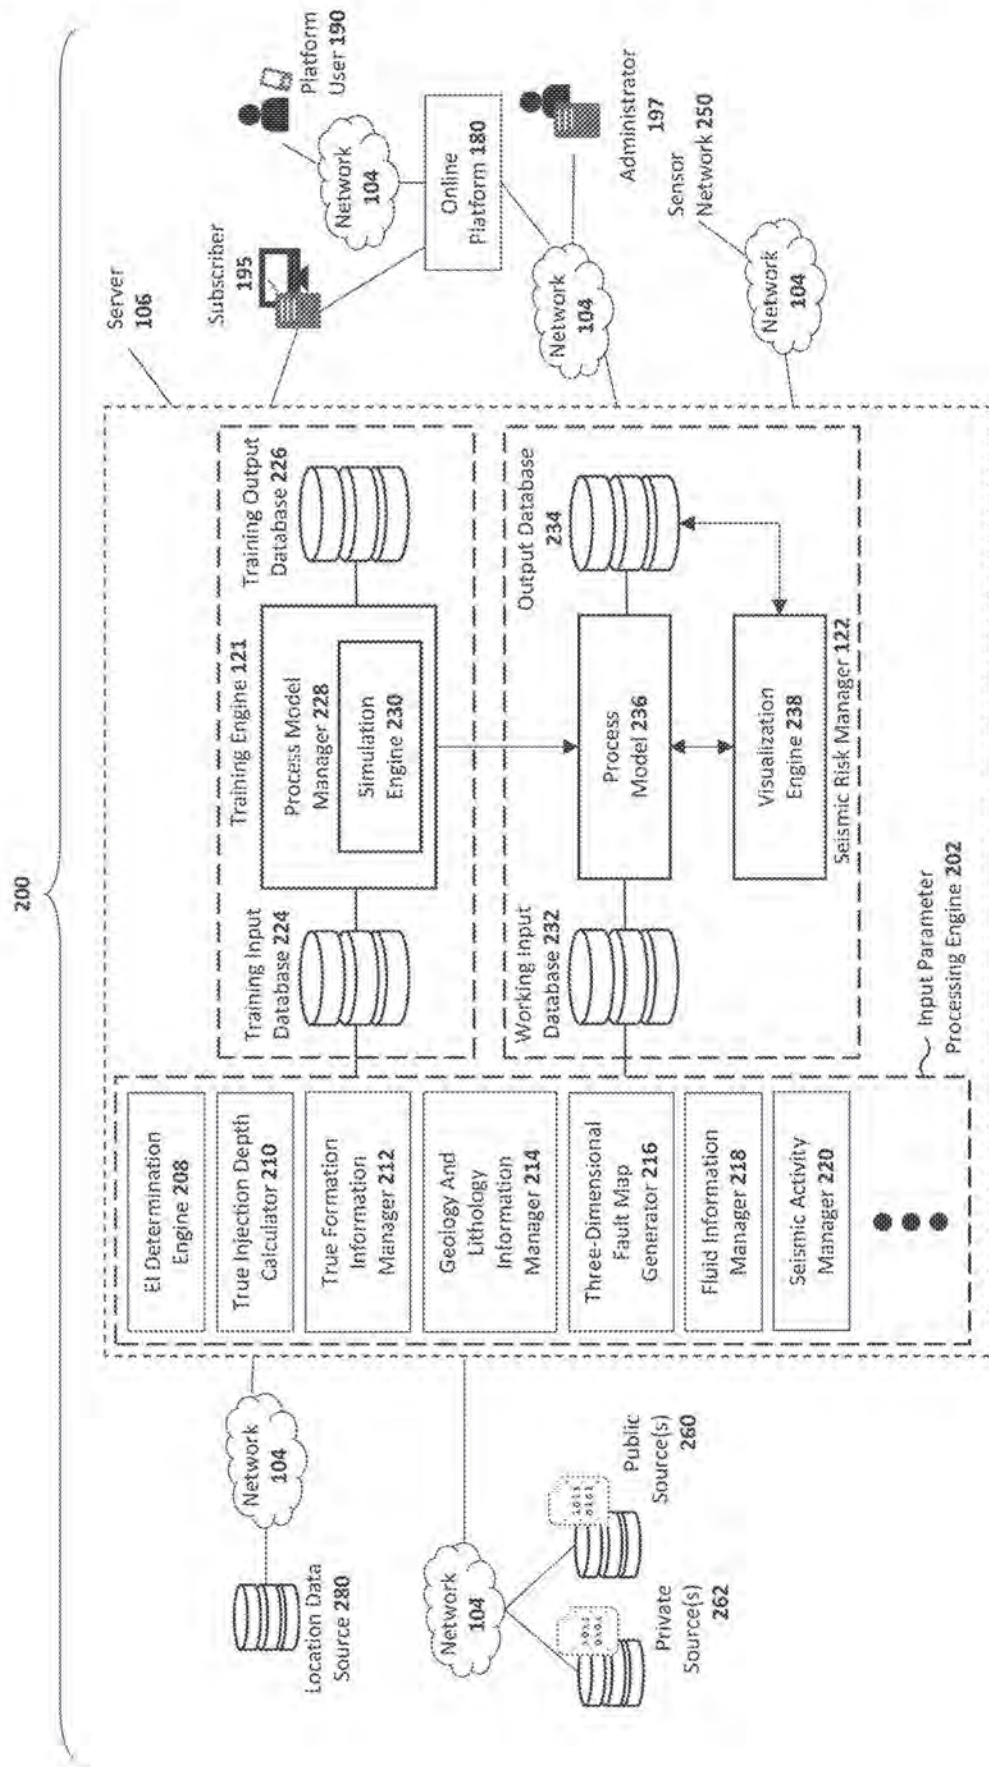 200
Server
106
Location Data
Source 280
Network
104
Network
104
Private
Source(s)
262
Public
Source(s)
260
EI Determination
Engine 208
True Injection Depth
Calculator 210
True Formation
Information
Manager 212
Geology And
Lithology
Information
Manager 214
Three-Dimensional
Fault Map
Generator 216
Fluid Information
Manager 218
Seismic Activity
Manager 220
Input Parameter
Processing Engine 202
Training Input
Database 224
Training Engine 121
Process Model
Manager 228
Simulation
Engine 230
Training Output
Database 226
Working Input
Database 232
Process
Model 236
Output Database
234
Visualization
Engine 238
Seismic Risk Manager 122
Subscriber
195
Platform
User 190
Network
104
Online
Platform 180
Network
104
Administrator
197
Sensor
Network 250
Network
104